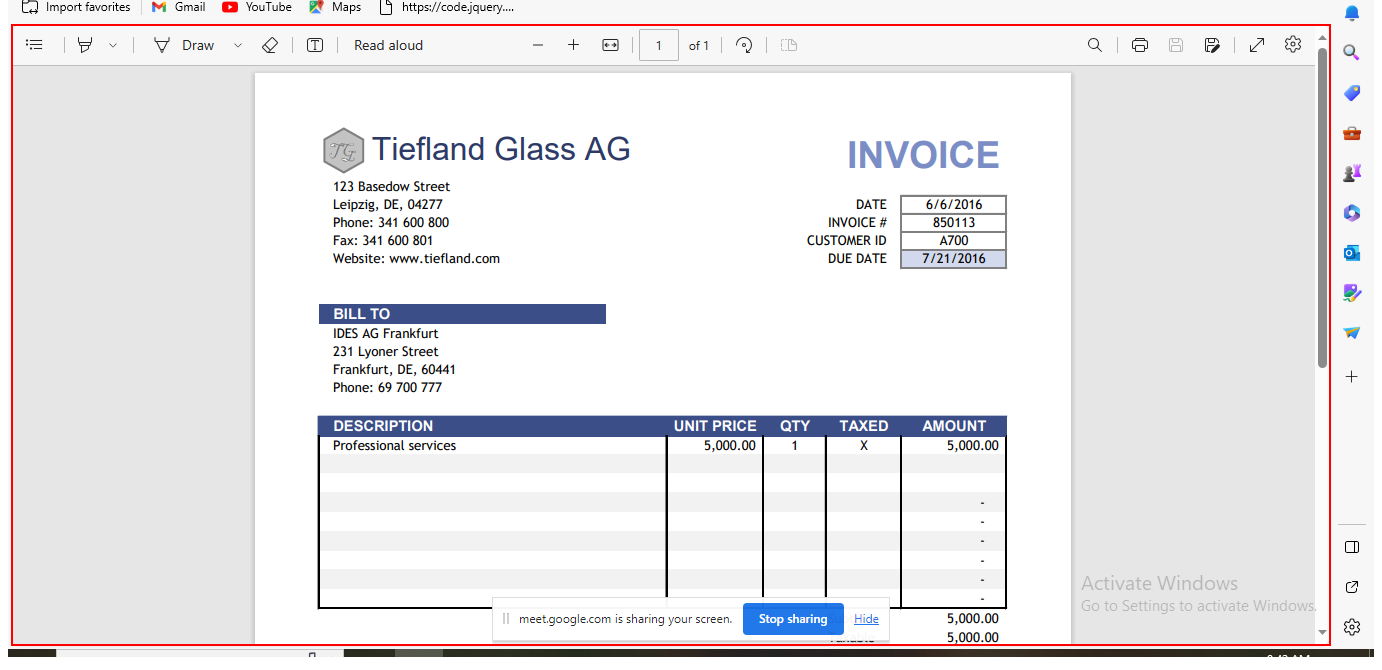 Import favorites Gmail YouTube Maps https://code.jquery....
Draw Read aloud 1 of 1
TG Tiefland Glass AG
INVOICE
123 Basedow Street
Leipzig, DE, 04277
DATE 6/6/2016
Phone: 341 600 800
INVOICE # 850113
Fax: 341 600 801
CUSTOMER ID A700
Website: www.tiefland.com
DUE DATE 7/21/2016
BILL TO
IDES AG Frankfurt
231 Lyoner Street
Frankfurt, DE, 60441
Phone: 69 700 777
DESCRIPTION UNIT PRICE QTY TAXED AMOUNT
Professional services 5,000.00 1 X 5,000.00
-
-
-
-
-
-
Activate Windows
Go to Settings to activate Windows.
meet.google.com is sharing your screen. Stop sharing Hide
5,000.00
5,000.00